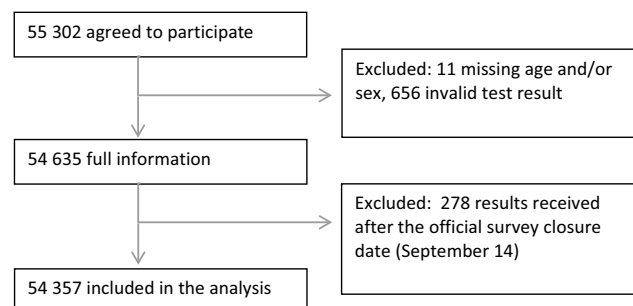 55 302 agreed to participate
Excluded: 11 missing age and/or
sex, 656 invalid test result
54 635 full information
Excluded:  278 results received
after the official survey closure
date (September 14)
54 357 included in the analysis